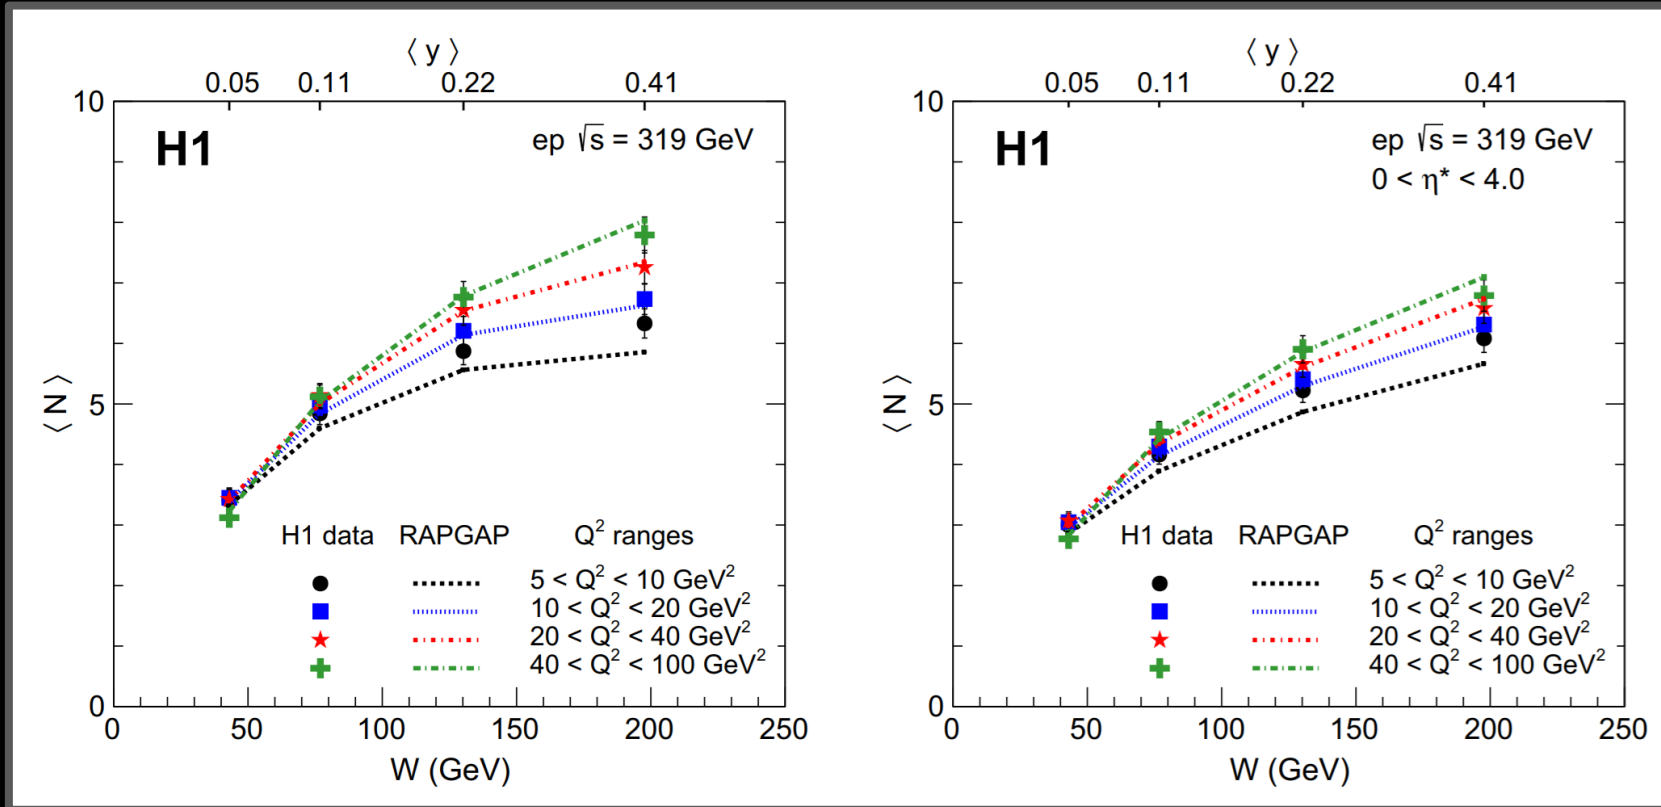 ⟨ y ⟩
0.05 0.11 0.22 0.41
10
H1
ep √s = 319 GeV
⟨ N ⟩
5
H1 data RAPGAP Q² ranges
5 < Q² < 10 GeV²
10 < Q² < 20 GeV²
20 < Q² < 40 GeV²
40 < Q² < 100 GeV²
0
0 50 100 150 200 250
W (GeV)
⟨ y ⟩
0.05 0.11 0.22 0.41
10
H1
ep √s = 319 GeV
0 < η* < 4.0
⟨ N ⟩
5
H1 data RAPGAP Q² ranges
5 < Q² < 10 GeV²
10 < Q² < 20 GeV²
20 < Q² < 40 GeV²
40 < Q² < 100 GeV²
0
0 50 100 150 200 250
W (GeV)